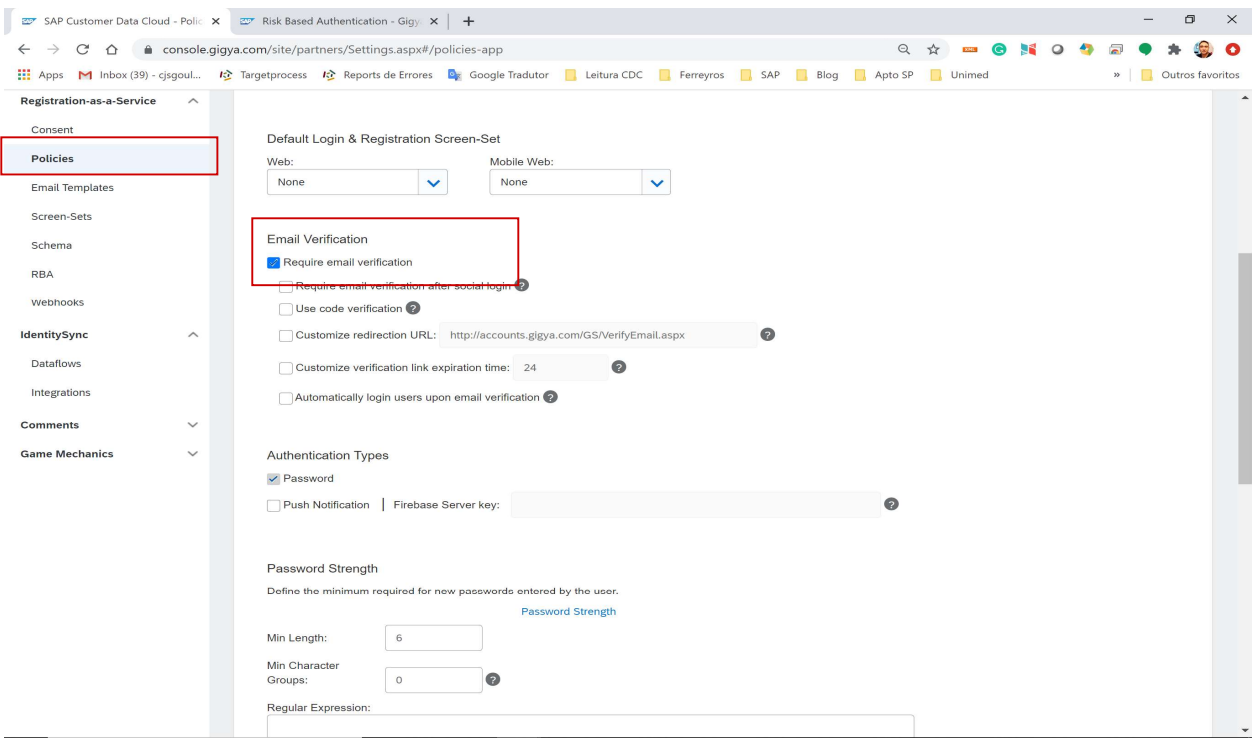 SAP Customer Data Cloud - Polic
Risk Based Authentication - Gigy
console.gigya.com/site/partners/Settings.aspx#/policies-app
Apps Inbox (39) - cjsgoul... Targetprocess Reports de Errores Google Tradutor Leitura CDC Ferreyros SAP Blog Apto SP Unimed » Outros favoritos
Registration-as-a-Service
Consent
Policies
Email Templates
Screen-Sets
Schema
RBA
Webhooks
IdentitySync
Dataflows
Integrations
Comments
Game Mechanics
Default Login & Registration Screen-Set
Web: Mobile Web:
None None
Email Verification
Require email verification
Require email verification after social login ?
Use code verification ?
Customize redirection URL: http://accounts.gigya.com/GS/VerifyEmail.aspx ?
Customize verification link expiration time: 24 ?
Automatically login users upon email verification ?
Authentication Types
Password
Push Notification | Firebase Server key: ?
Password Strength
Define the minimum required for new passwords entered by the user.
Password Strength
Min Length: 6
Min Character
Groups: 0 ?
Regular Expression: